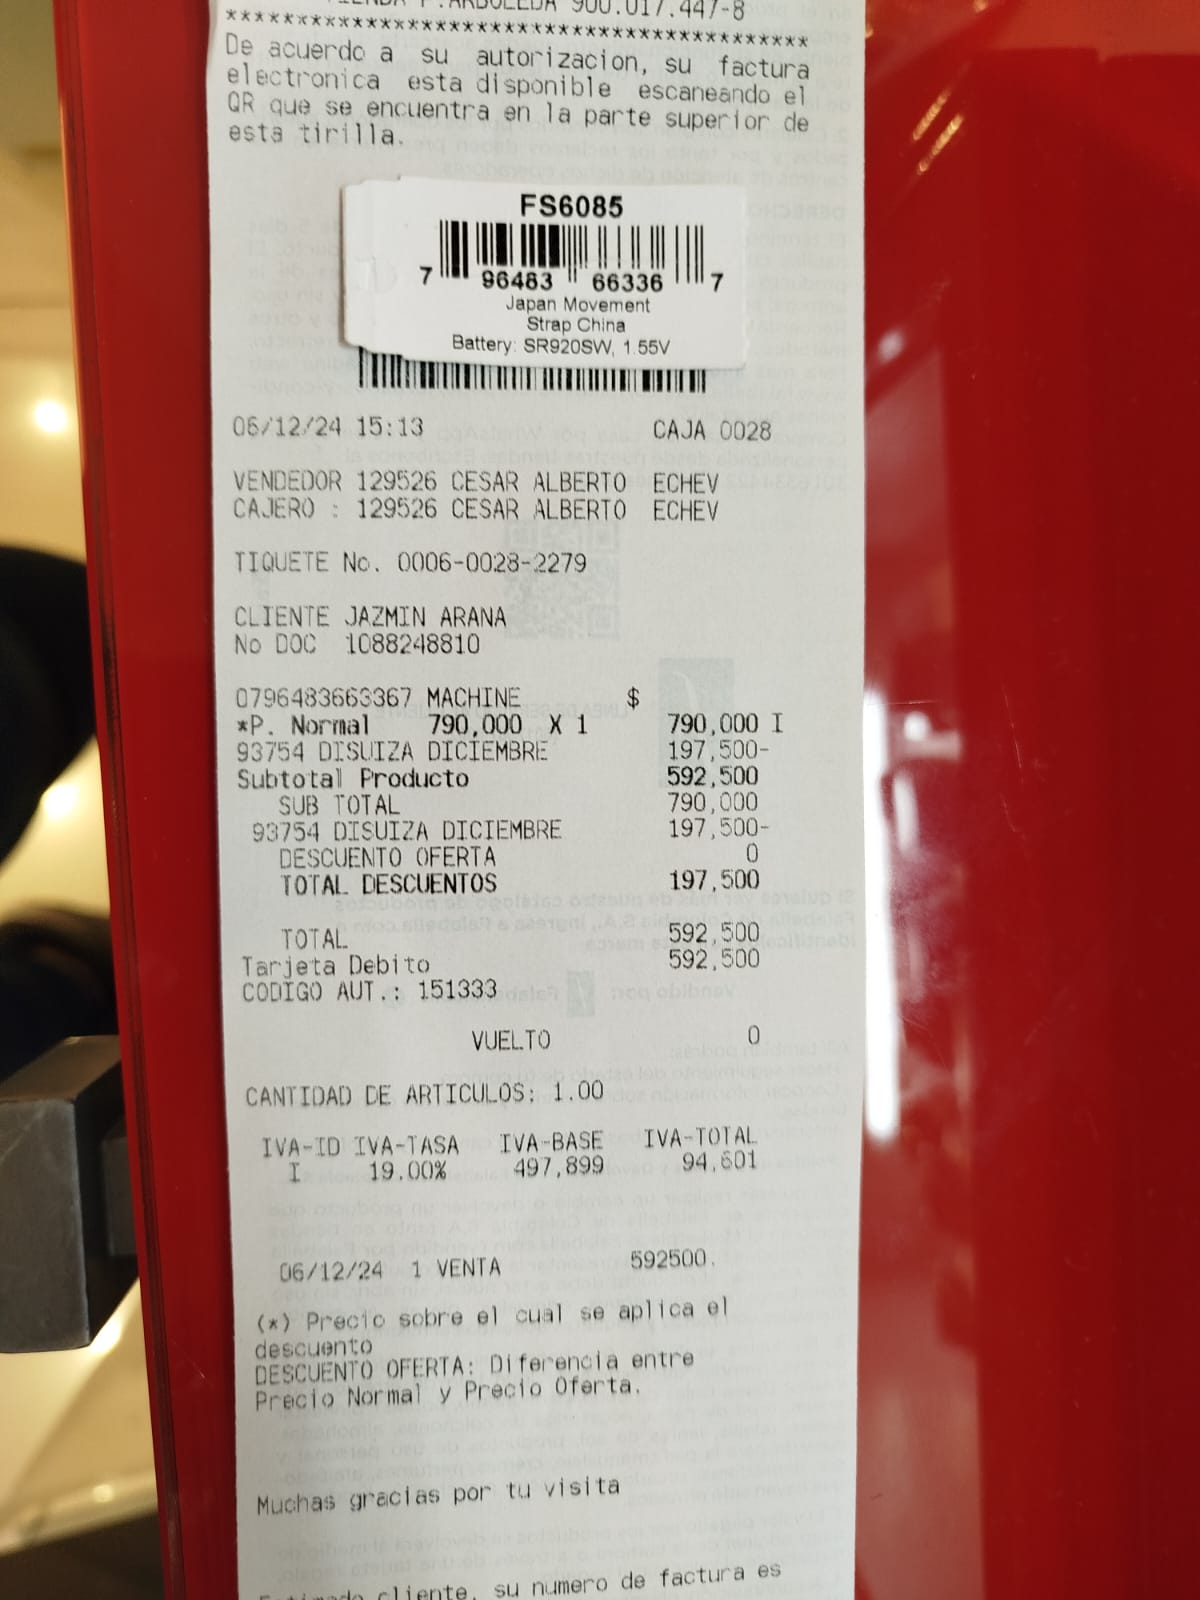 TIENDA P.ARBOLEDA 900.017.447-8
******************************************
De acuerdo a su autorizacion, su factura
electronica esta disponible escaneando el
QR que se encuentra en la parte superior de
esta tirilla.
FS6085
7 96483 66336 7
Japan Movement
Strap China
Battery: SR920SW, 1.55V
06/12/24 15:13 CAJA 0028
VENDEDOR 129526 CESAR ALBERTO ECHEV
CAJERO : 129526 CESAR ALBERTO ECHEV
TIQUETE No. 0006-0028-2279
CLIENTE JAZMIN ARANA
No DOC 1088248810
0796483663367 MACHINE $
*P. Normal 790,000 X 1 790,000 I
93754 DISUIZA DICIEMBRE 197,500-
Subtotal Producto 592,500
SUB TOTAL 790,000
93754 DISUIZA DICIEMBRE 197,500-
DESCUENTO OFERTA 0
TOTAL DESCUENTOS 197,500
TOTAL 592,500
Tarjeta Debito 592,500
CODIGO AUT.: 151333
VUELTO 0
CANTIDAD DE ARTICULOS: 1.00
IVA-ID IVA-TASA IVA-BASE IVA-TOTAL
I 19.00% 497,899 94,601
06/12/24 1 VENTA 592500.
(*) Precio sobre el cual se aplica el
descuento
DESCUENTO OFERTA: Diferencia entre
Precio Normal y Precio Oferta.
Muchas gracias por tu visita
cliente, su numero de factura es